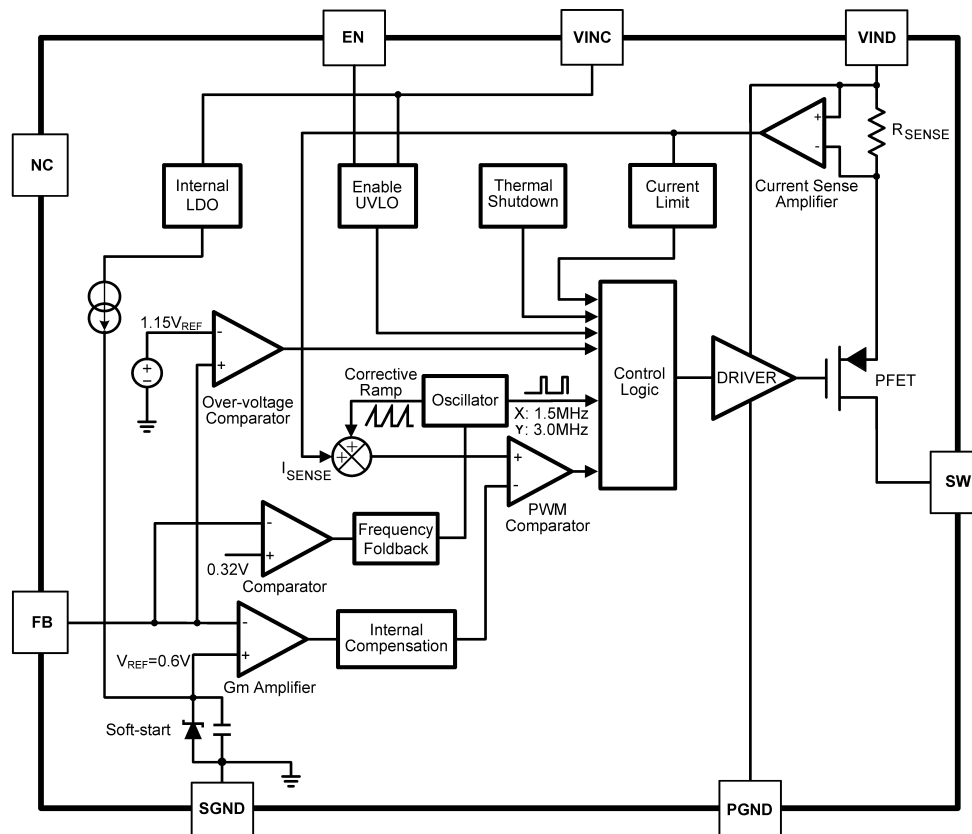 EN
VINC
VIND
NC
Internal
LDO
Enable
UVLO
Thermal
Shutdown
Current
Limit
+
-
Current Sense
Amplifier
RSENSE
1.15VREF
-
+
+
−
Over-voltage
Comparator
Corrective
Ramp
Oscillator
X: 1.5MHz
Y: 3.0MHz
Control
Logic
DRIVER
PFET
+
+
ISENSE
+
-
PWM
Comparator
SW
-
+
0.32V
Comparator
Frequency
Foldback
FB
-
+
VREF=0.6V
Gm Amplifier
Internal
Compensation
Soft-start
SGND
PGND